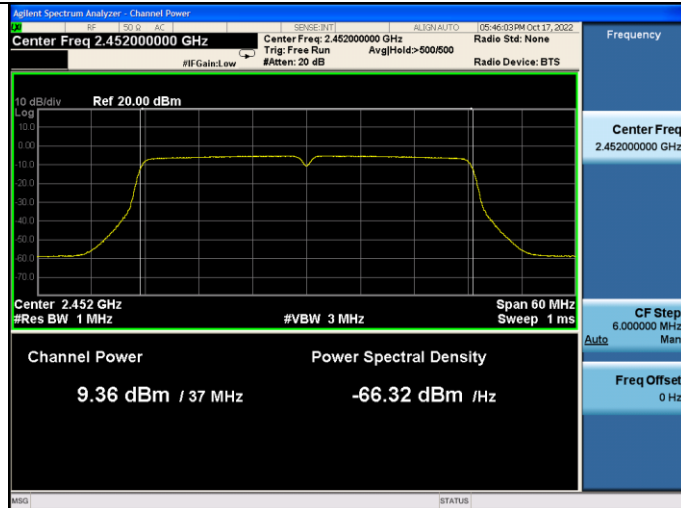 Agilent Spectrum Analyzer - Channel Power
RF 50 Ω AC SENSE:INT ALIGN AUTO 05:46:03 PM Oct 17, 2022
Center Freq 2.452000000 GHz Center Freq: 2.452000000 GHz Radio Std: None
Trig: Free Run Avg|Hold:>500/500
#IFGain:Low #Atten: 20 dB Radio Device: BTS
Frequency
10 dB/div Ref 20.00 dBm
Log
10.0
0.00
-10.0
-20.0
-30.0
-40.0
-50.0
-60.0
-70.0
Center 2.452 GHz Span 60 MHz
#Res BW 1 MHz #VBW 3 MHz Sweep 1 ms
Channel Power Power Spectral Density
9.36 dBm / 37 MHz -66.32 dBm /Hz
Center Freq
2.452000000 GHz
CF Step
6.000000 MHz
Auto Man
Freq Offset
0 Hz
MSG STATUS